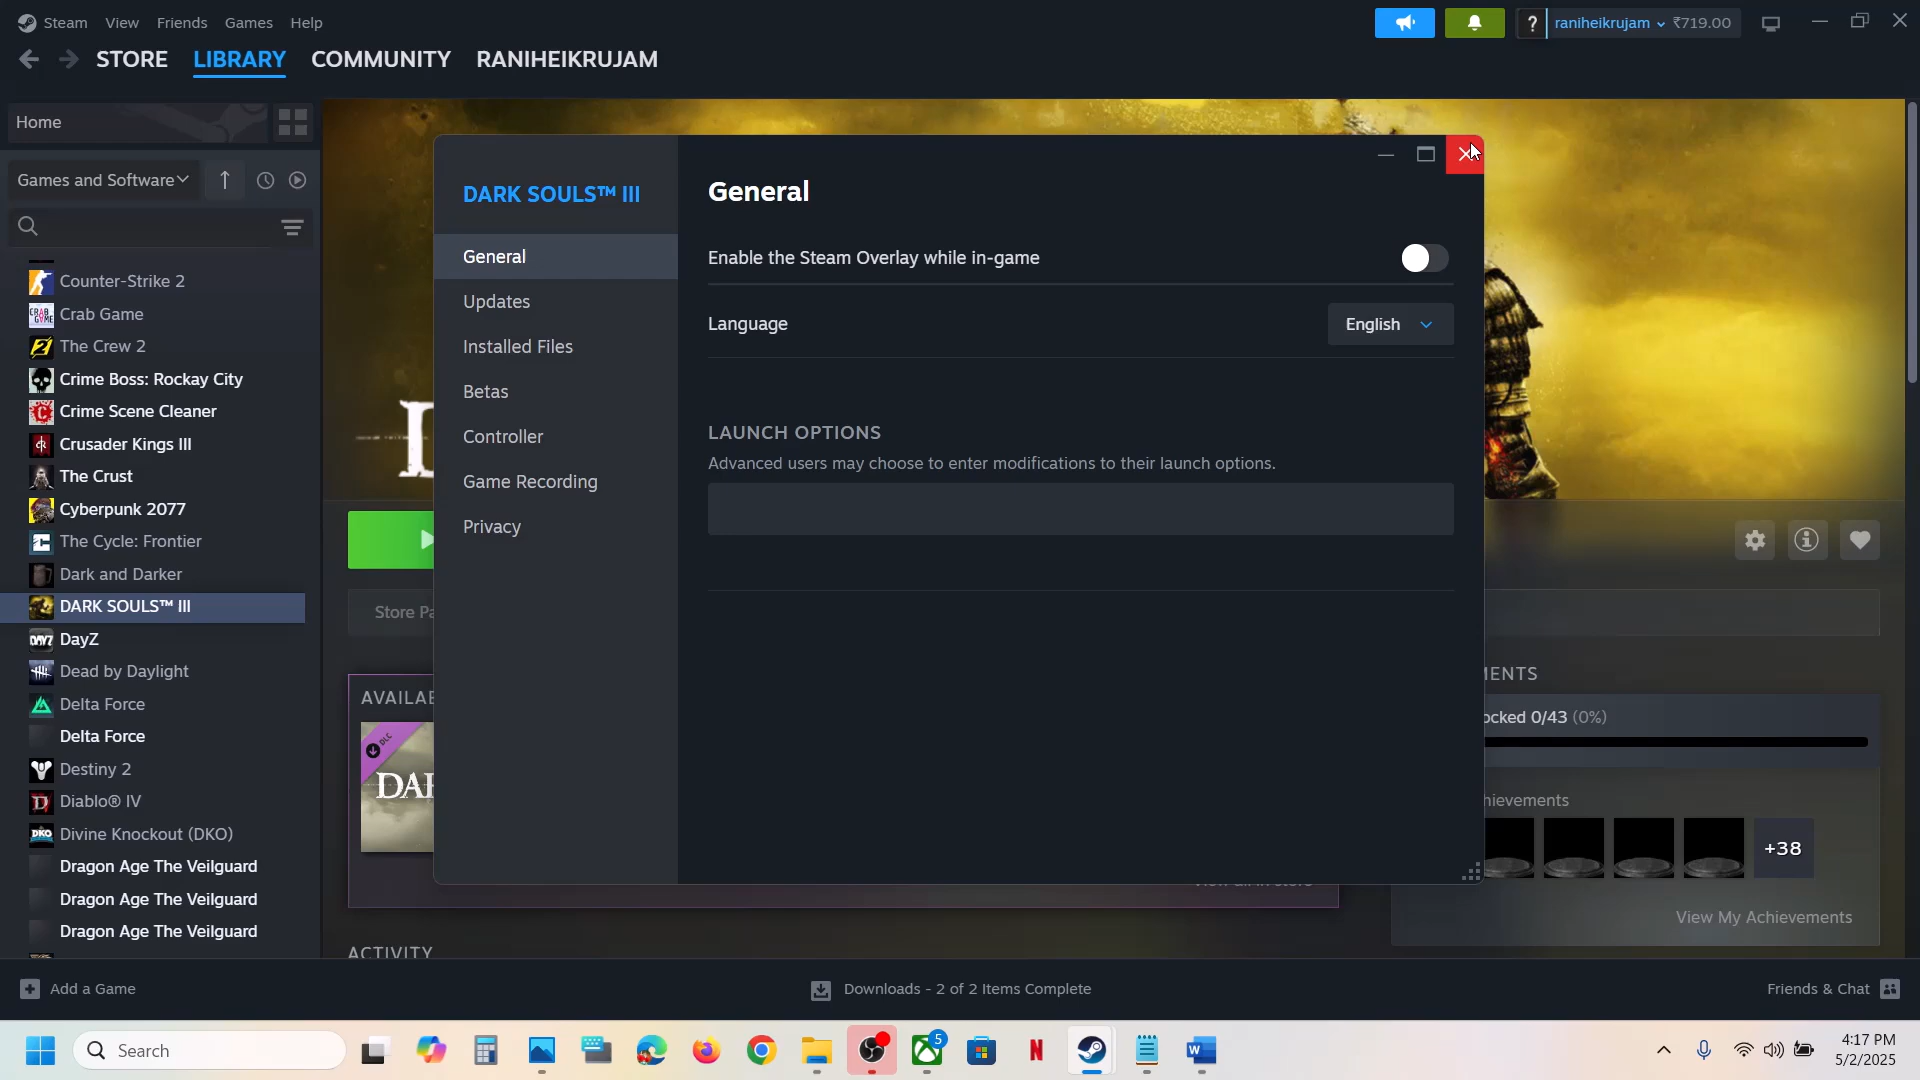 Steam View Friends Games Help
? raniheikrujam ₹719.00
STORE LIBRARY COMMUNITY RANIHEIKRUJAM
Home
Games and Software
Counter-Strike 2
Crab Game
The Crew 2
Crime Boss: Rockay City
Crime Scene Cleaner
Crusader Kings III
The Crust
Cyberpunk 2077
The Cycle: Frontier
Dark and Darker
DARK SOULS™ III
DayZ
Dead by Daylight
Delta Force
Delta Force
Destiny 2
Diablo® IV
Divine Knockout (DKO)
Dragon Age The Veilguard
Dragon Age The Veilguard
Dragon Age The Veilguard
DARK SOULS™ III
General
Updates
Installed Files
Betas
Controller
Game Recording
Privacy
General
Enable the Steam Overlay while in-game
Language English
LAUNCH OPTIONS
Advanced users may choose to enter modifications to their launch options.
Store Pa
AVAILAB
DLC
DAR
ACTIVITY
MENTS
ocked 0/43 (0%)
hievements
+38
View My Achievements
Add a Game
Downloads - 2 of 2 Items Complete
Friends & Chat
Search
5
4:17 PM
5/2/2025